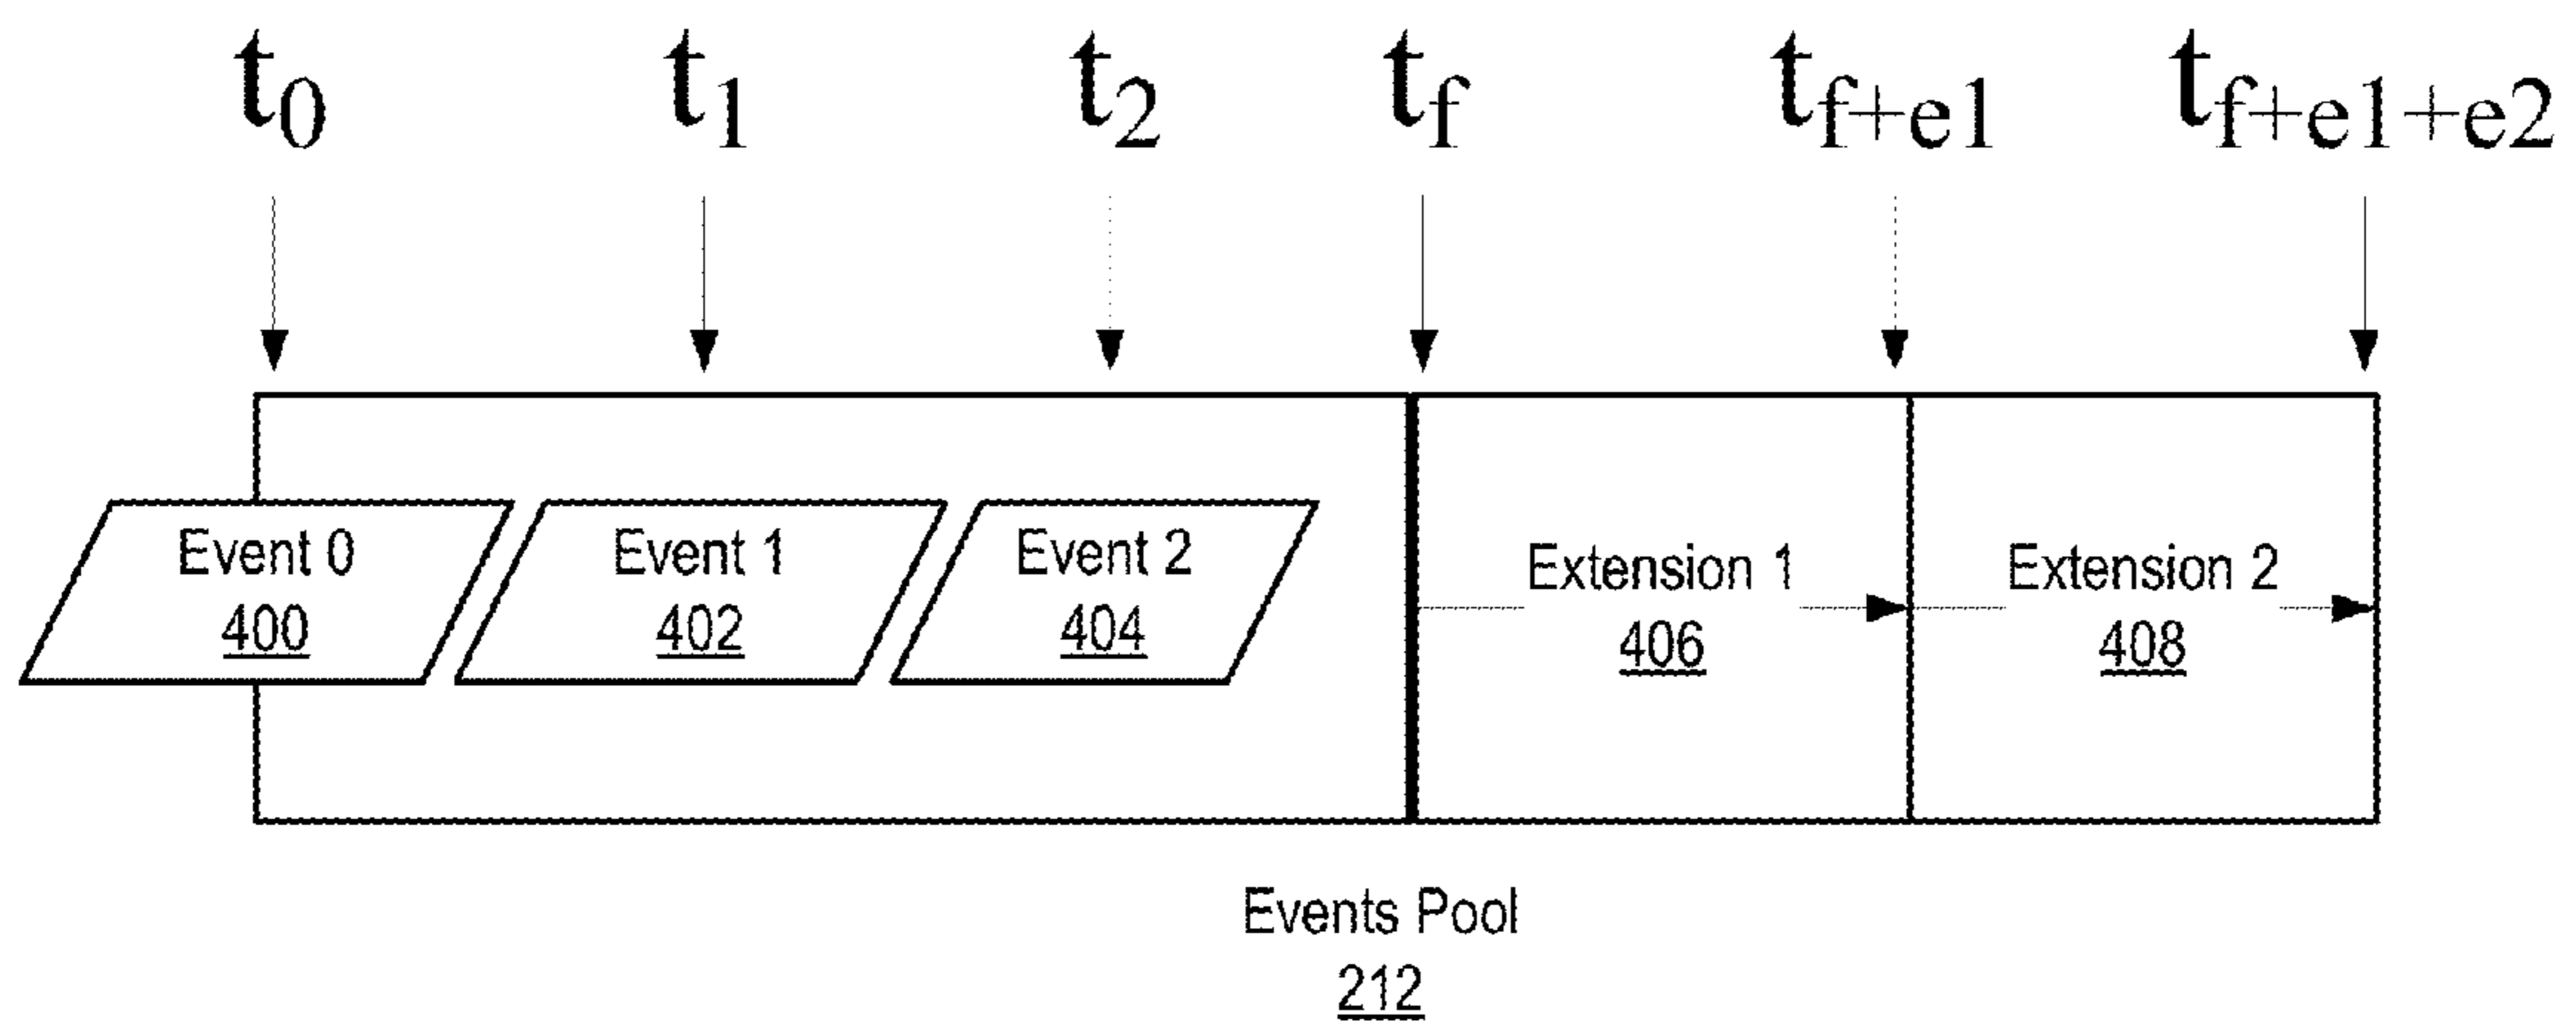 t0 t1 t2 tf tf+e1 tf+e1+e2
Event 0
400
Event 1
402
Event 2
404
Extension 1
406
Extension 2
408
Events Pool
212